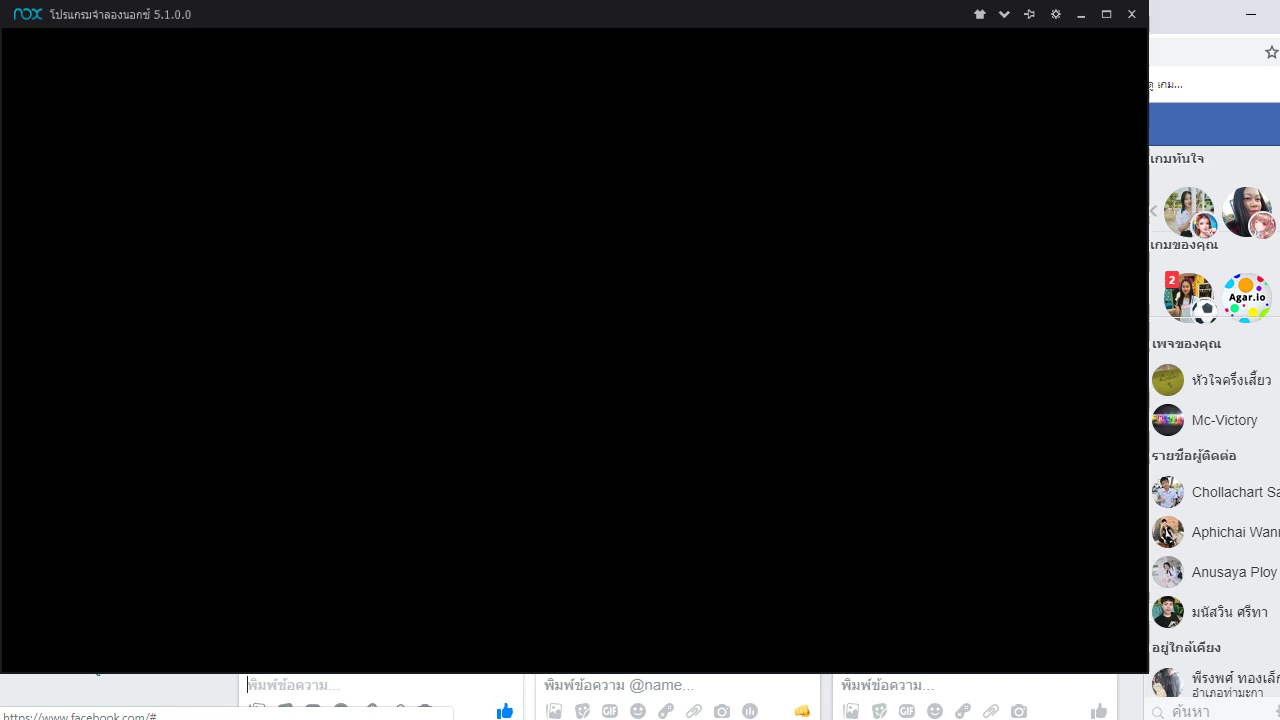 nox โปรแกรมจำลองนอกซ์ 5.1.0.0
ดู เกม...
เกมทันใจ
เกมของคุณ
2
Agar.io
เพจของคุณ
หัวใจครึ่งเสี้ยว
Mc-Victory
รายชื่อผู้ติดต่อ
Chollachart Sa
Aphichai Wann
Anusaya Ploy
มนัสวิน ศรีทา
อยู่ใกล้เคียง
พีรงพศ์ ทองเล็ก
อำเภอท่ามะกา
พิมพ์ข้อความ...
พิมพ์ข้อความ @name...
พิมพ์ข้อความ...
GIF
GIF
ค้นหา
https://www.facebook.com/#